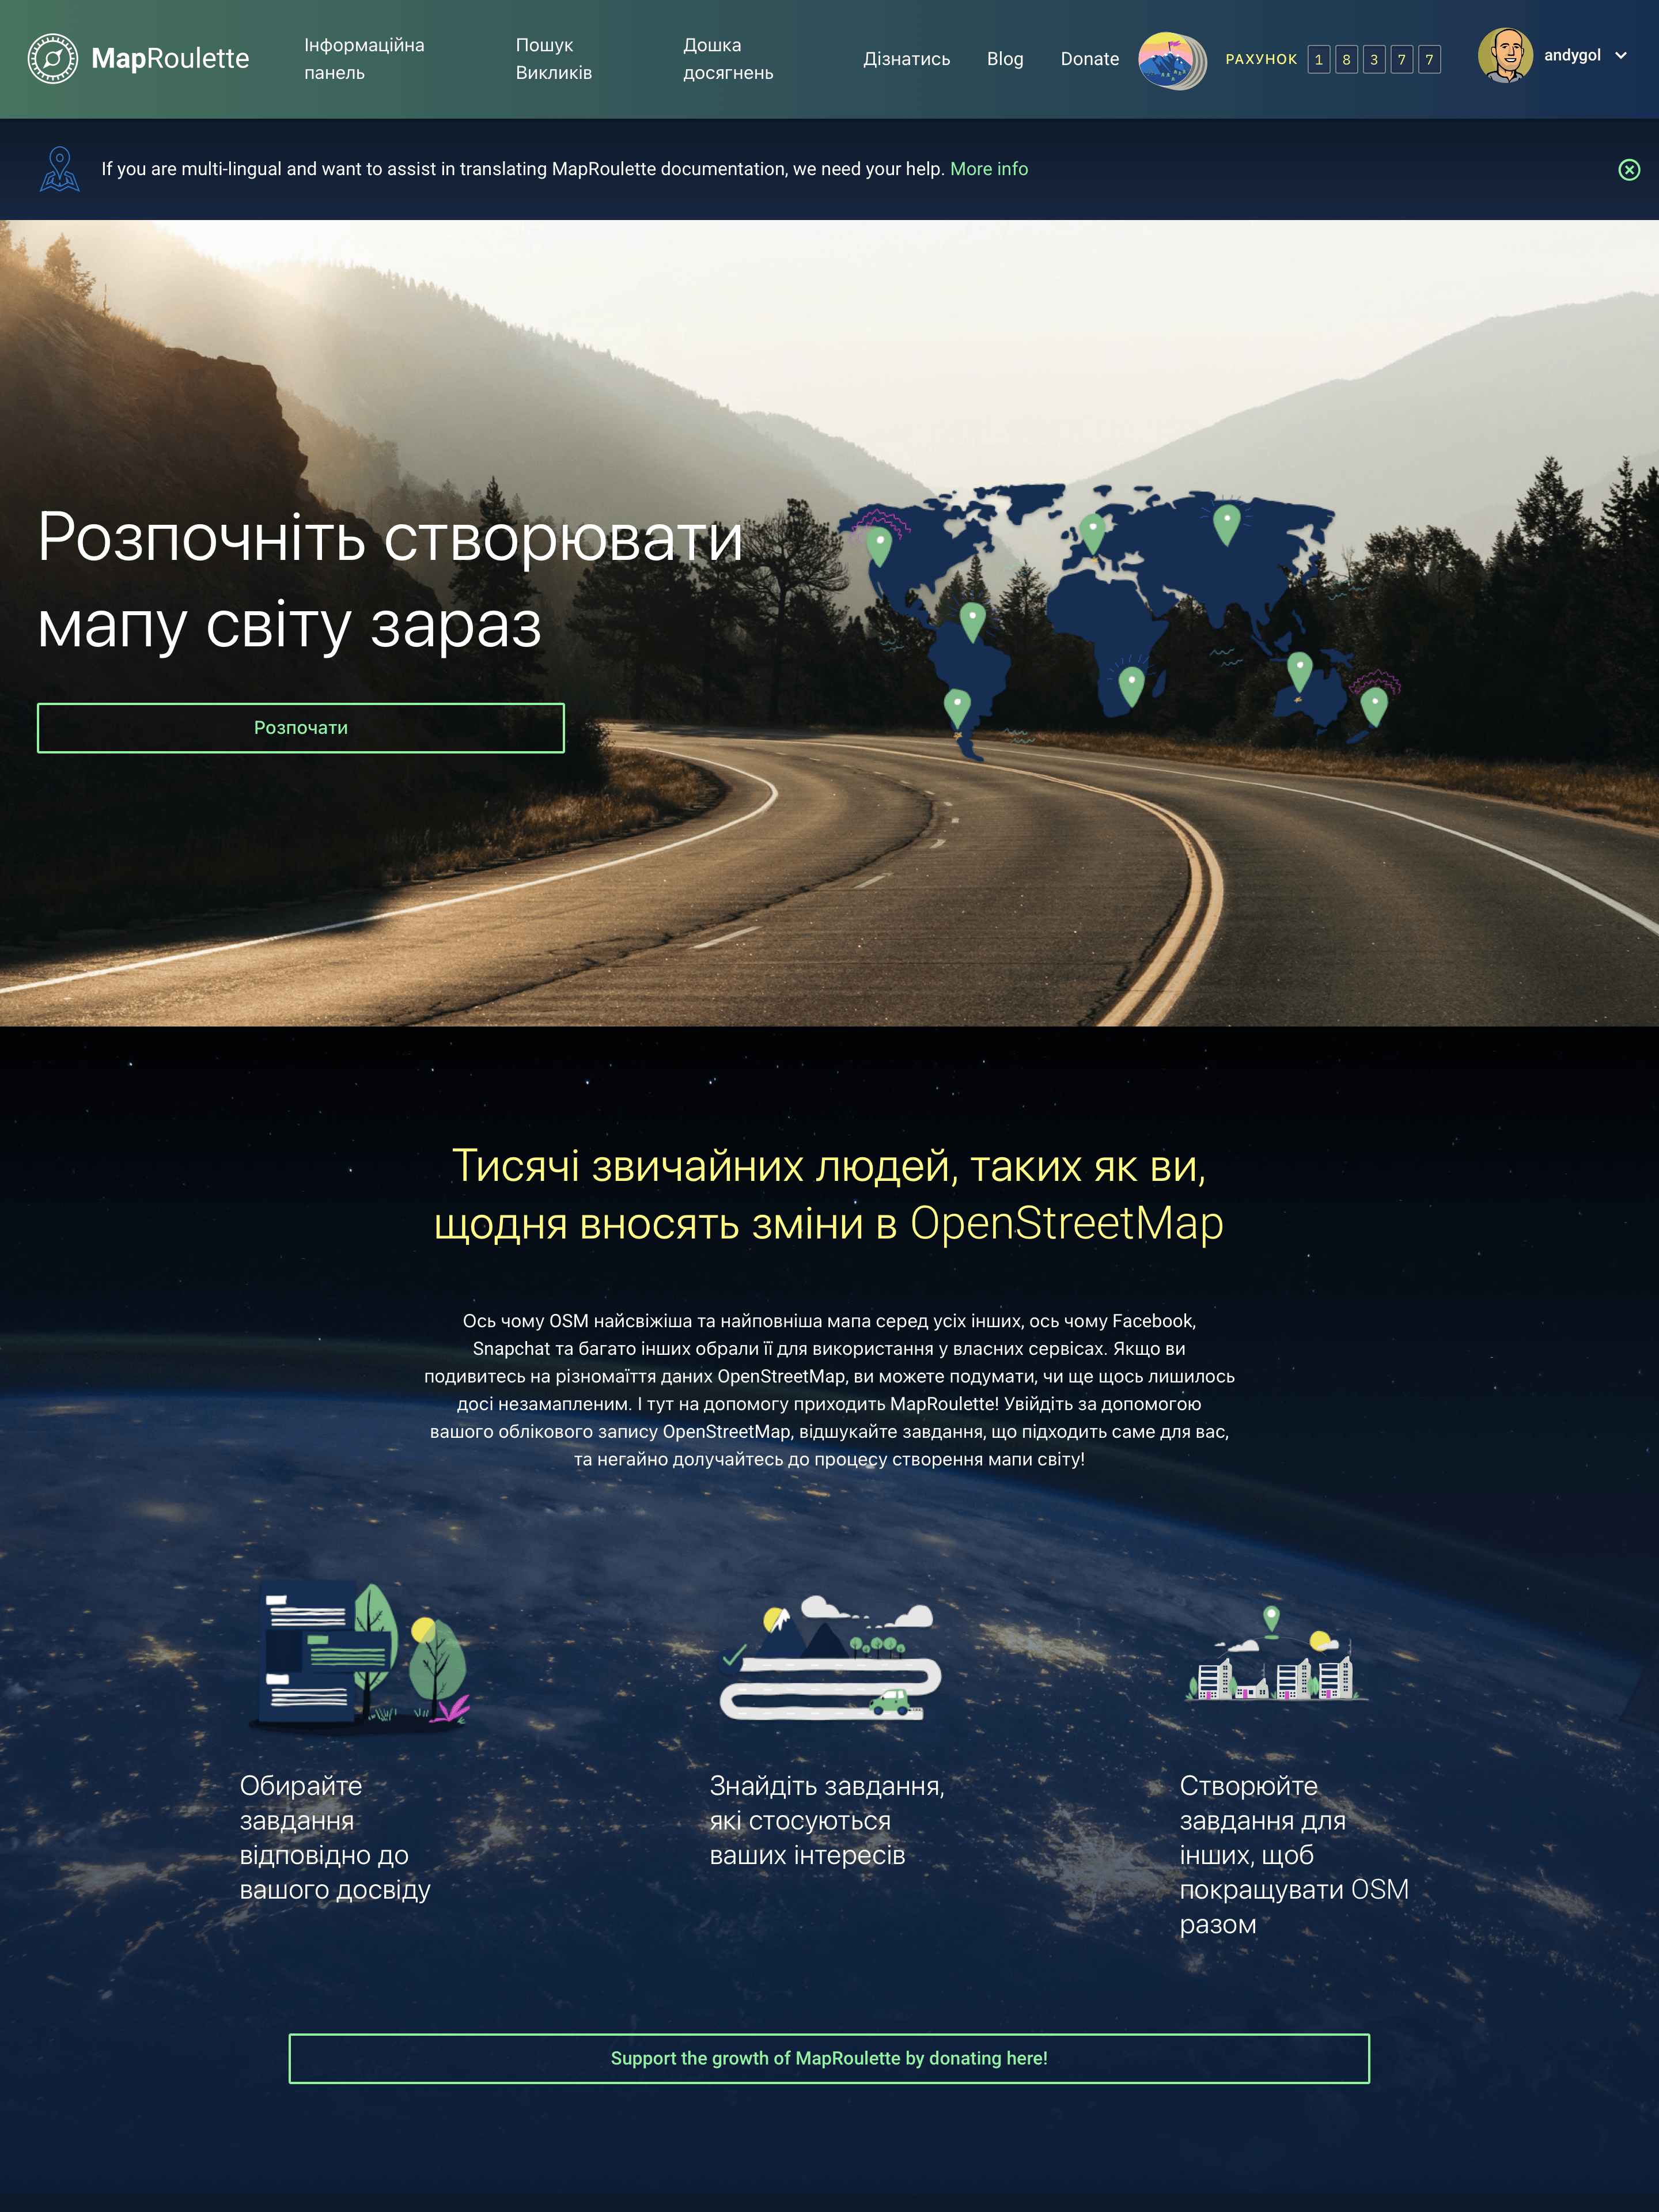 MapRoulette
Інформаційна
панель
Пошук
Викликів
Дошка
досягнень
Дізнатись
Blog
Donate
РАХУНОК 1 8 3 7 7
andygol
If you are multi-lingual and want to assist in translating MapRoulette documentation, we need your help. More info
Розпочніть створювати
мапу світу зараз
Розпочати
Тисячі звичайних людей, таких як ви,
щодня вносять зміни в OpenStreetMap
Ось чому OSM найсвіжіша та найповніша мапа серед усіх інших, ось чому Facebook,
Snapchat та багато інших обрали її для використання у власних сервісах. Якщо ви
подивитесь на різномаїття даних OpenStreetMap, ви можете подумати, чи ще щось лишилось
досі незамапленим. І тут на допомогу приходить MapRoulette! Увійдіть за допомогою
вашого облікового запису OpenStreetMap, відшукайте завдання, що підходить саме для вас,
та негайно долучайтесь до процесу створення мапи світу!
Обирайте
завдання
відповідно до
вашого досвіду
Знайдіть завдання,
які стосуються
ваших інтересів
Створюйте
завдання для
інших, щоб
покращувати OSM
разом
Support the growth of MapRoulette by donating here!